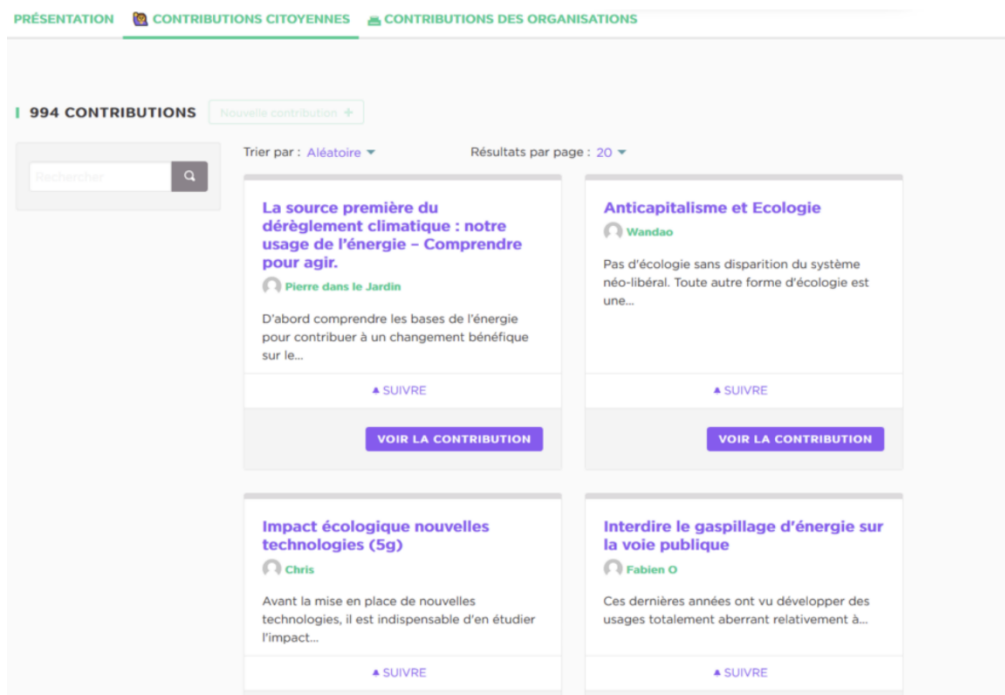 PRÉSENTATION CONTRIBUTIONS CITOYENNES CONTRIBUTIONS DES ORGANISATIONS
994 CONTRIBUTIONS Nouvelle contribution +
Rechercher
Trier par : Aléatoire Résultats par page : 20
La source première du
dérèglement climatique : notre
usage de l'énergie – Comprendre
pour agir.
Pierre dans le Jardin
D'abord comprendre les bases de l'énergie
pour contribuer à un changement bénéfique
sur le...
SUIVRE
VOIR LA CONTRIBUTION
Anticapitalisme et Ecologie
Wandao
Pas d'écologie sans disparition du système
néo-libéral. Toute autre forme d'écologie est
une...
SUIVRE
VOIR LA CONTRIBUTION
Impact écologique nouvelles
technologies (5g)
Chris
Avant la mise en place de nouvelles
technologies, il est indispensable d'en étudier
l'impact...
SUIVRE
Interdire le gaspillage d'énergie sur
la voie publique
Fabien O
Ces dernières années ont vu développer des
usages totalement aberrant relativement à...
SUIVRE